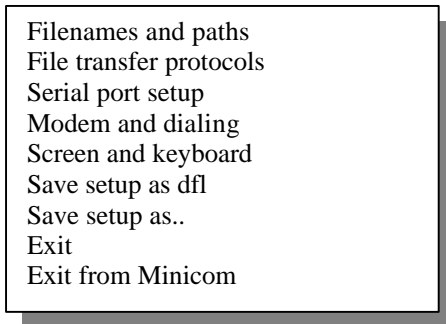 Filenames and paths
File transfer protocols
Serial port setup
Modem and dialing
Screen and keyboard
Save setup as dfl
Save setup as..
Exit
Exit from Minicom